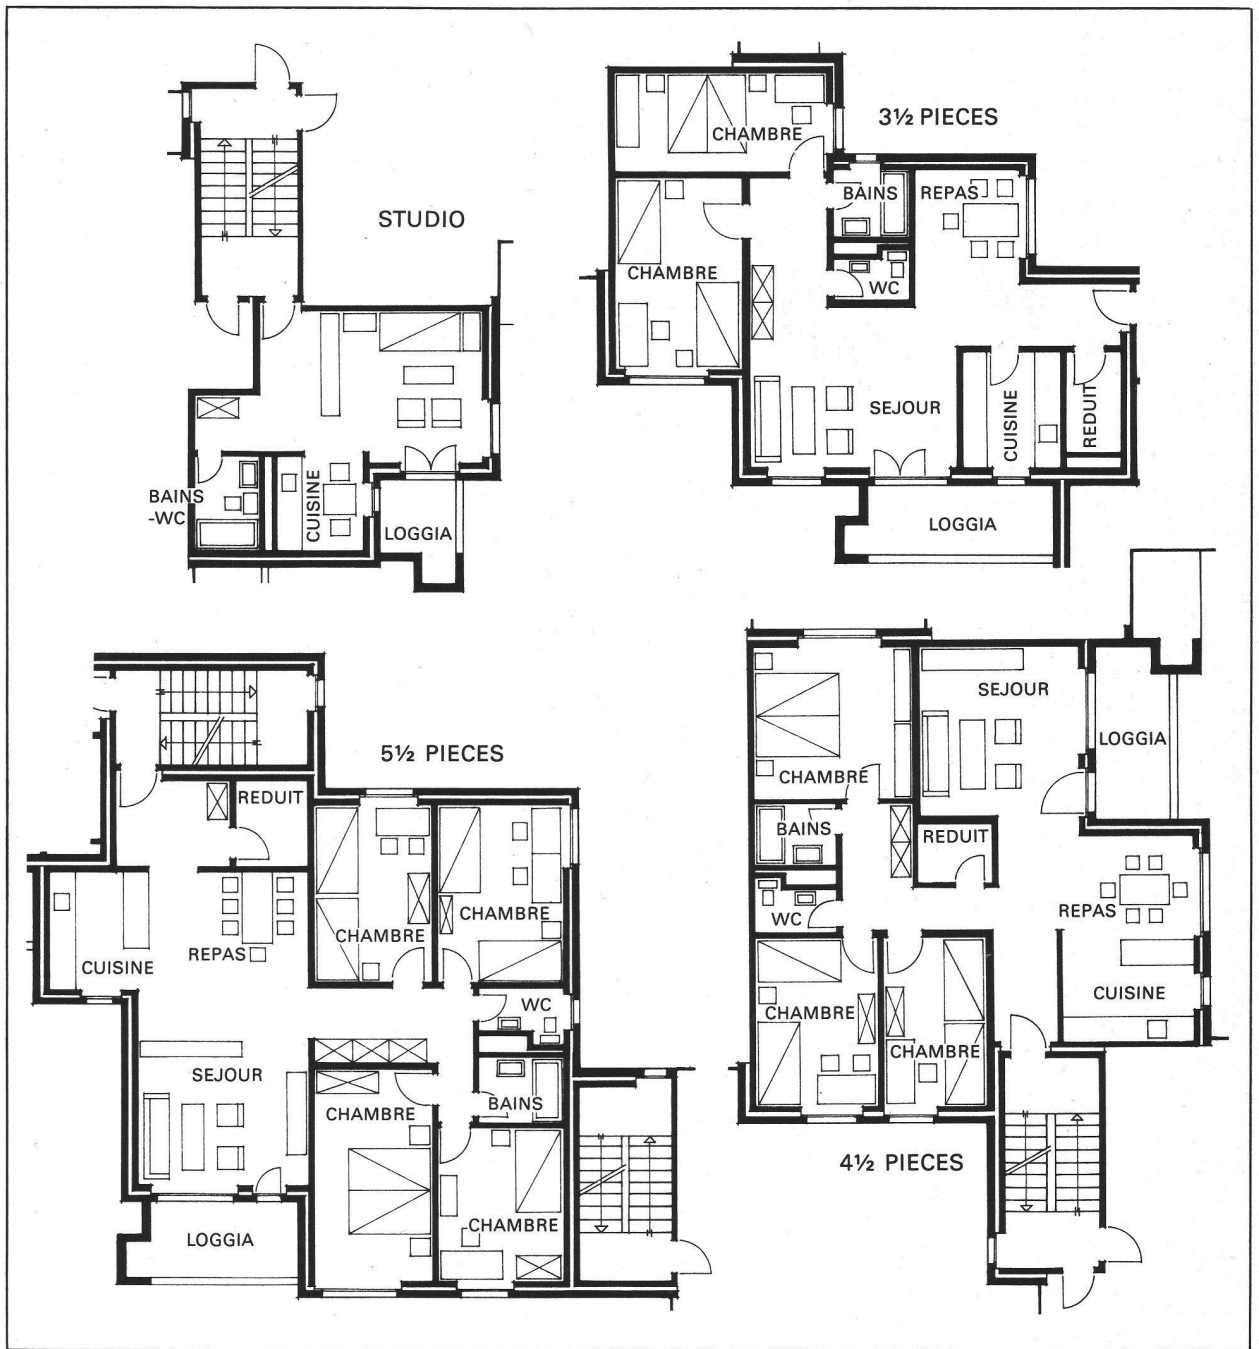 STUDIO
BAINS
-WC
CUISINE
LOGGIA
3½ PIECES
CHAMBRE
BAINS
REPAS
CHAMBRE
WC
SEJOUR
CUISINE
REDUIT
LOGGIA
5½ PIECES
REDUIT
CHAMBRE
CHAMBRE
REPAS
CUISINE
WC
SEJOUR
CHAMBRE
BAINS
CHAMBRE
LOGGIA
SEJOUR
LOGGIA
CHAMBRE
BAINS
REDUIT
WC
REPAS
CHAMBRE
CUISINE
CHAMBRE
4½ PIECES